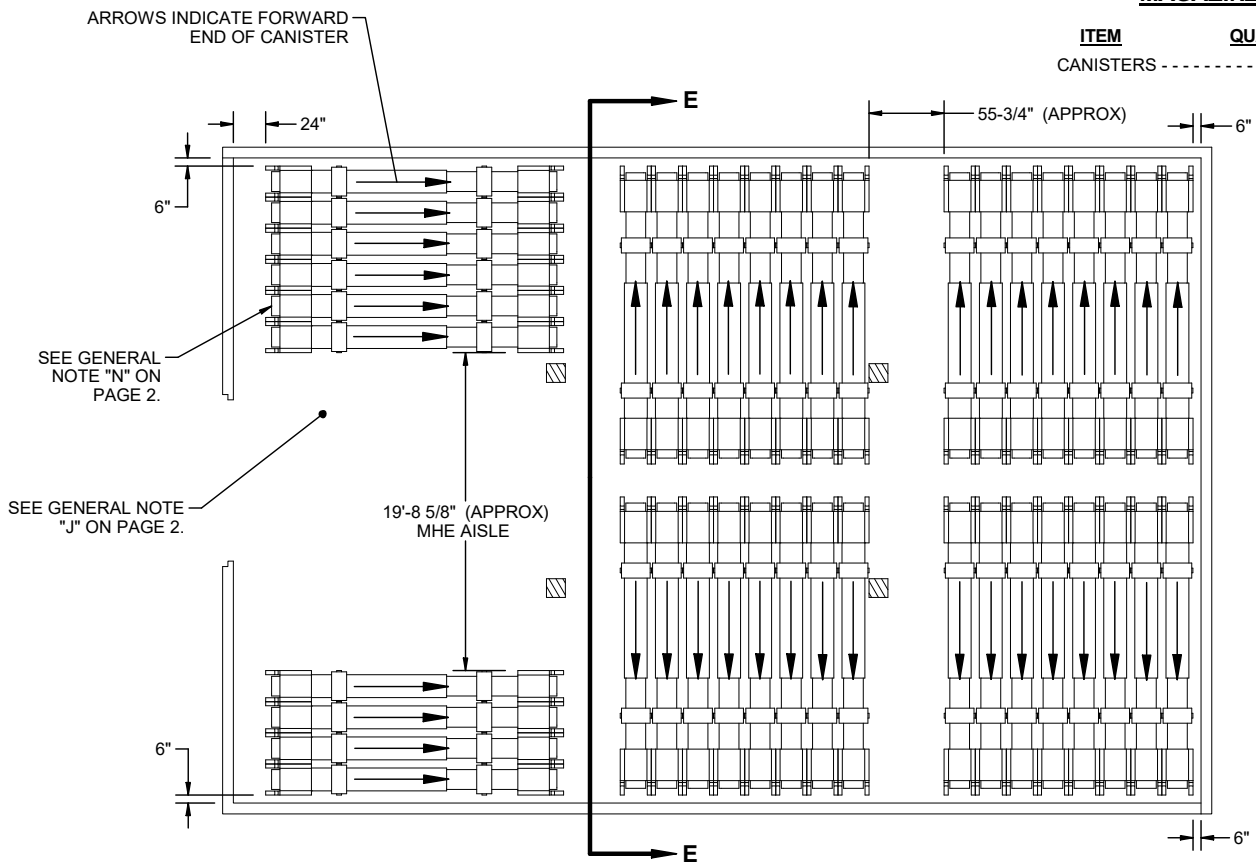 ARROWS INDICATE FORWARD
END OF CANISTER
ITEM
CANISTERS - - - - - - - - - -
E
24"
55-3/4" (APPROX)
6"
6"
SEE GENERAL
NOTE "N" ON
PAGE 2.
SEE GENERAL NOTE
"J" ON PAGE 2.
19'-8 5/8" (APPROX)
MHE AISLE
6"
6"
E